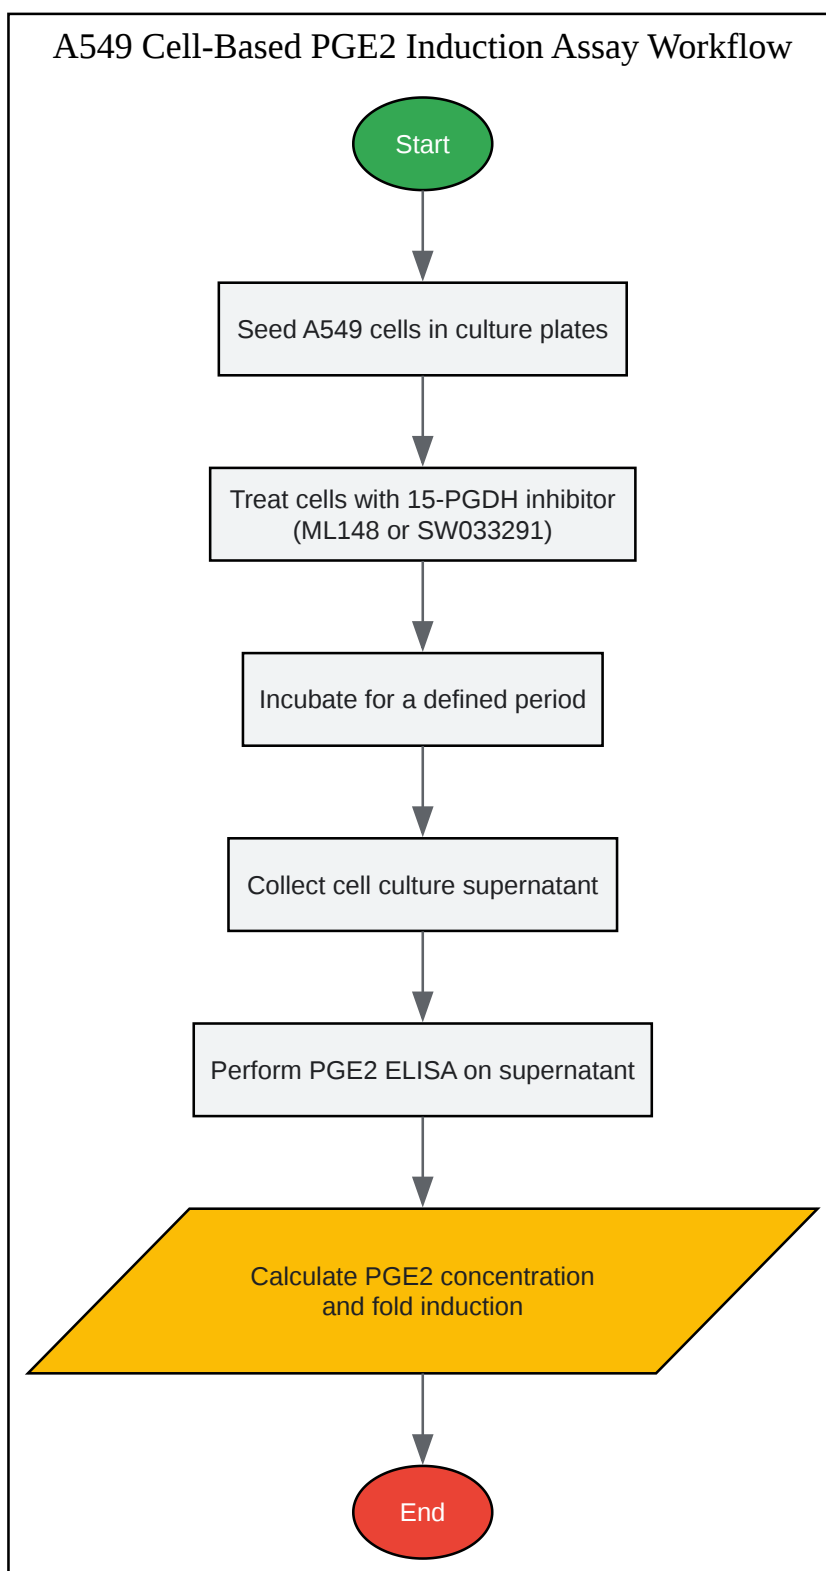 A549 Cell-Based PGE2 Induction Assay Workflow
Start
Seed A549 cells in culture plates
Treat cells with 15-PGDH inhibitor
(ML148 or SW033291)
Incubate for a defined period
Collect cell culture supernatant
Perform PGE2 ELISA on supernatant
Calculate PGE2 concentration
and fold induction
End